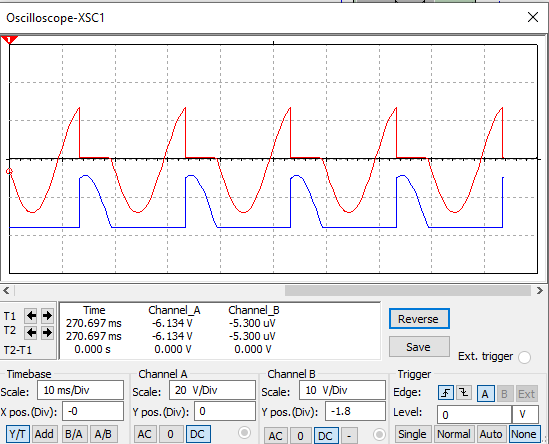 Oscilloscope-XSC1
1
T1
T2
T2-T1
Time Channel_A Channel_B
270.697 ms -6.134 V -5.300 uV
270.697 ms -6.134 V -5.300 uV
0.000 s 0.000 V 0.000 V
Reverse
Save
Ext. trigger
Timebase
Scale: 10 ms/Div
X pos.(Div): -0
Y/T Add B/A A/B
Channel A
Scale: 20 V/Div
Y pos.(Div): 0
AC 0 DC
Channel B
Scale: 10 V/Div
Y pos.(Div): -1.8
AC 0 DC -
Trigger
Edge: A B Ext
Level: 0 V
Single Normal Auto None